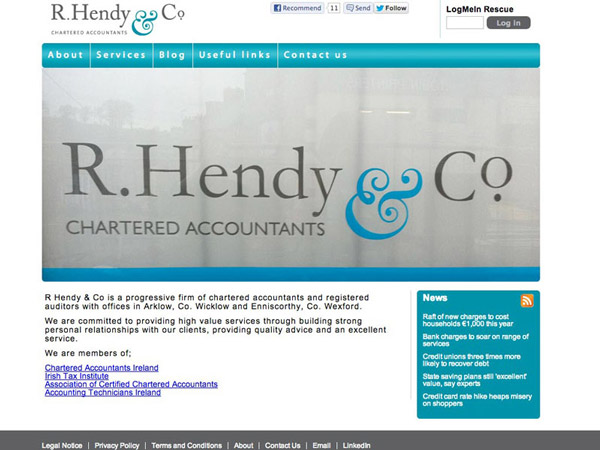 R.Hendy & Co
CHARTERED ACCOUNTANTS
Recommend 11 Send Follow
LogMeIn Rescue
Log in
About Services Blog Useful links Contact us
R.Hendy & Co
CHARTERED ACCOUNTANTS
R Hendy & Co is a progressive firm of chartered accountants and registered
auditors with offices in Arklow, Co. Wicklow and Enniscorthy, Co. Wexford.
We are committed to providing high value services through building strong
personal relationships with our clients, providing quality advice and an excellent
service.
We are members of;
Chartered Accountants Ireland
Irish Tax Institute
Association of Certified Chartered Accountants
Accounting Technicians Ireland
News
Raft of new charges to cost
households €1,000 this year
Bank charges to soar on range of
services
Credit unions three times more
likely to recover debt
State saving plans still 'excellent'
value, say experts
Credit card rate hike heaps misery
on shoppers
Legal Notice | Privacy Policy | Terms and Conditions | About | Contact Us | Email | LinkedIn